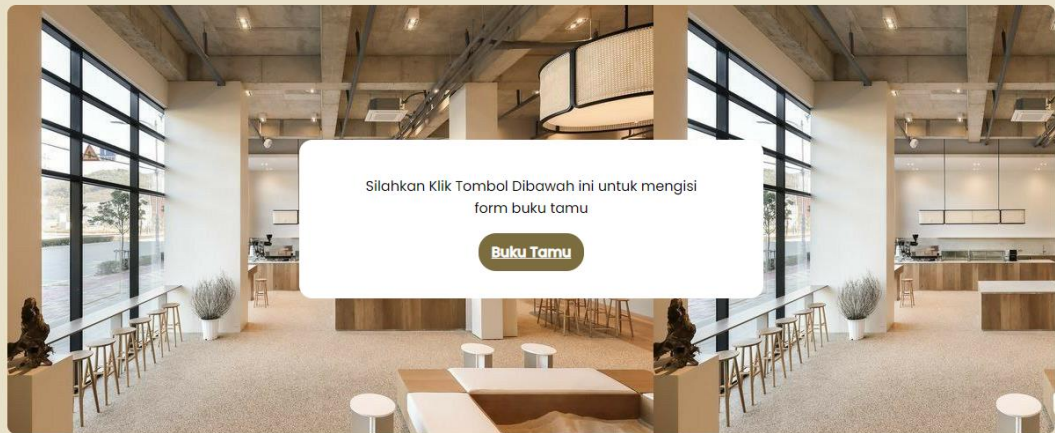 Silahkan Klik Tombol Dibawah ini untuk mengisi
form buku tamu
Buku Tamu